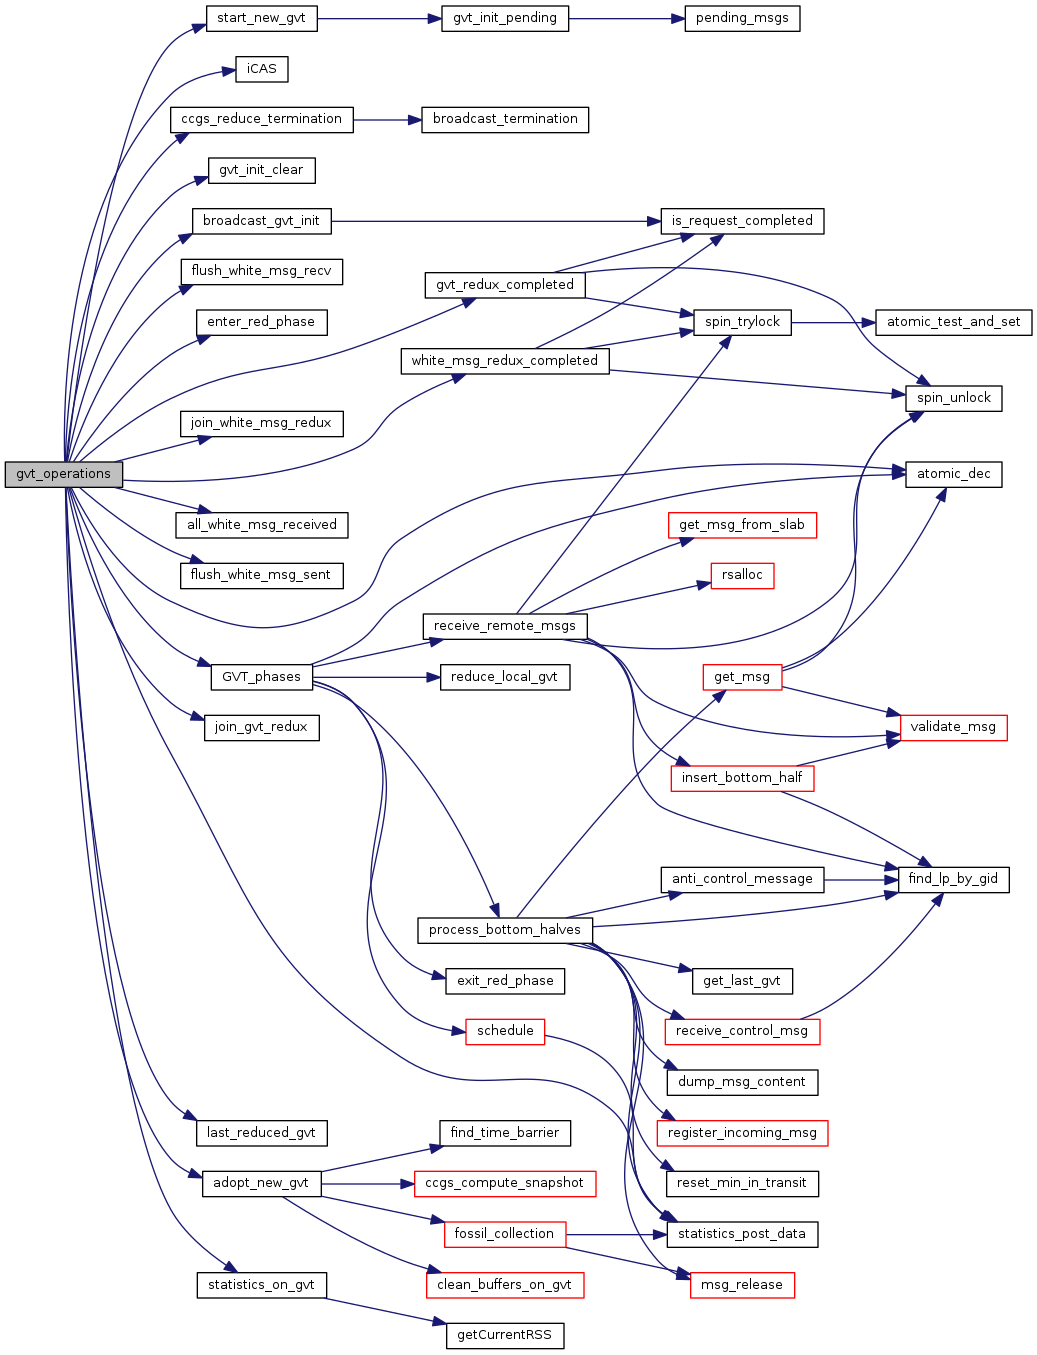 start_new_gvt
gvt_init_pending
pending_msgs
iCAS
ccgs_reduce_termination
broadcast_termination
gvt_init_clear
broadcast_gvt_init
is_request_completed
flush_white_msg_recv
gvt_redux_completed
enter_red_phase
spin_trylock
atomic_test_and_set
white_msg_redux_completed
spin_unlock
join_white_msg_redux
gvt_operations
atomic_dec
all_white_msg_received
get_msg_from_slab
flush_white_msg_sent
rsalloc
receive_remote_msgs
GVT_phases
reduce_local_gvt
get_msg
join_gvt_redux
validate_msg
insert_bottom_half
anti_control_message
find_lp_by_gid
process_bottom_halves
exit_red_phase
get_last_gvt
schedule
receive_control_msg
dump_msg_content
last_reduced_gvt
find_time_barrier
register_incoming_msg
adopt_new_gvt
ccgs_compute_snapshot
reset_min_in_transit
fossil_collection
statistics_post_data
statistics_on_gvt
clean_buffers_on_gvt
msg_release
getCurrentRSS